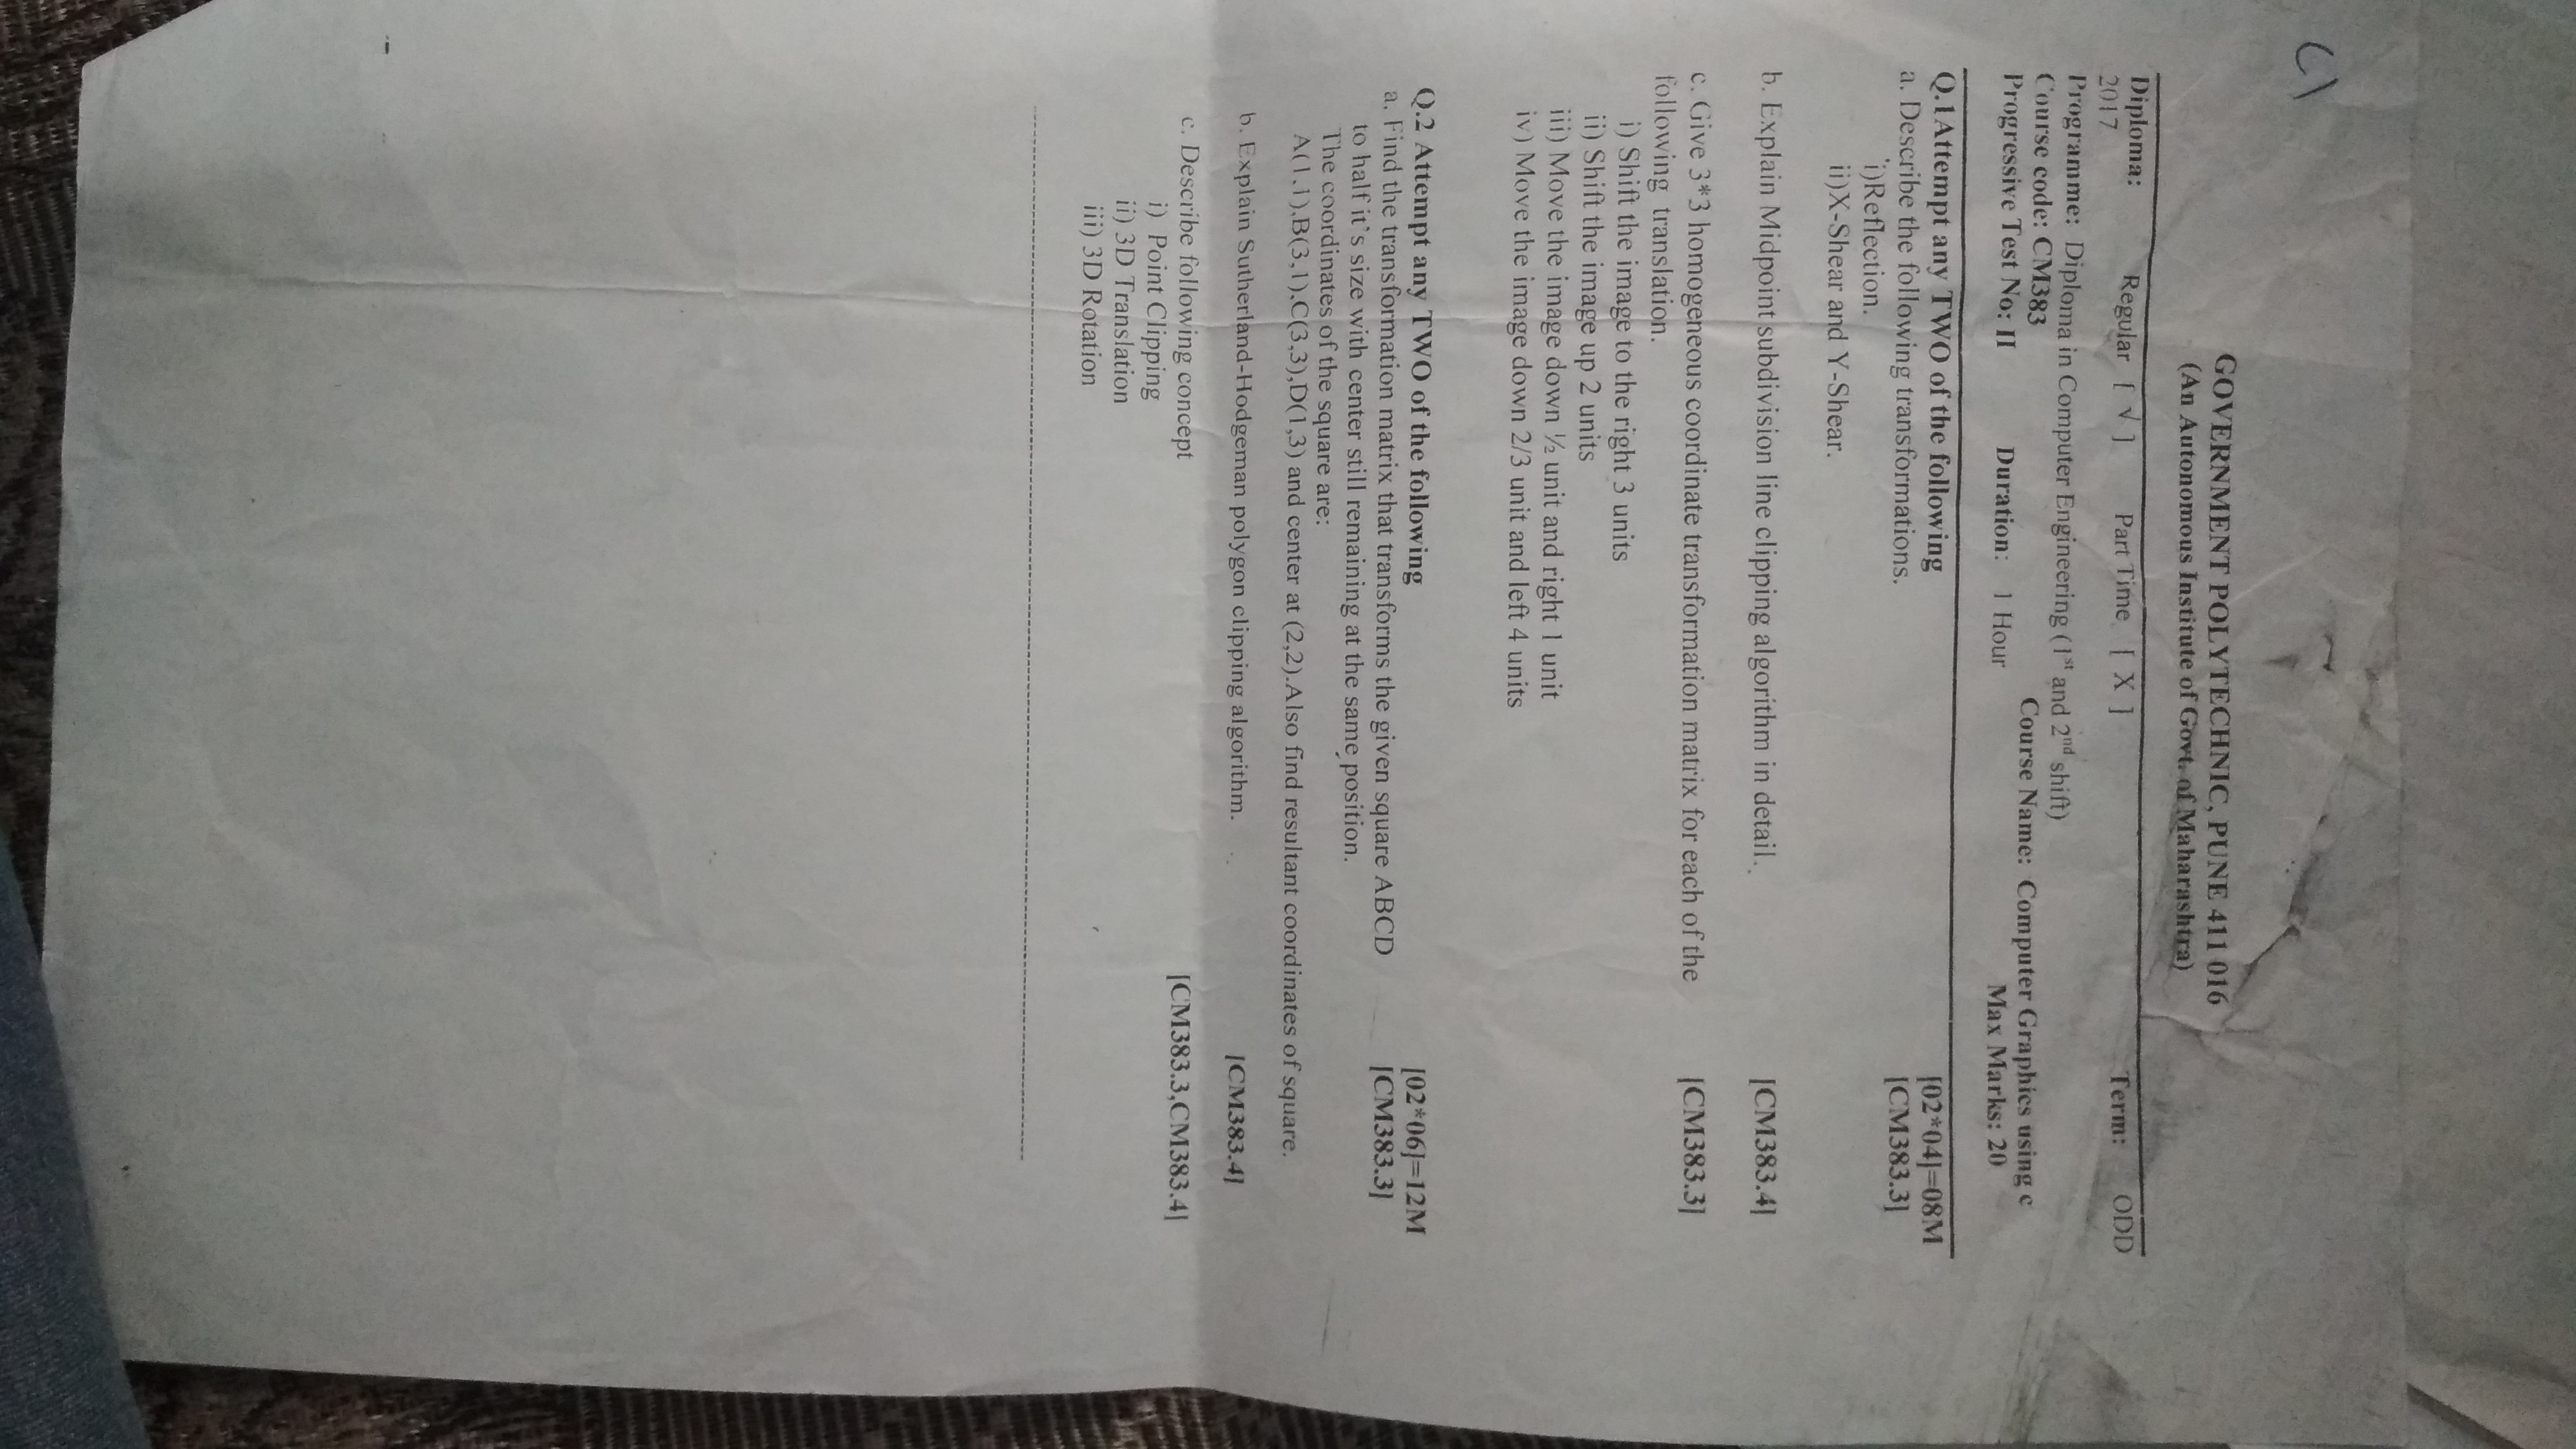 GOVERNMENT POLYTECHNIC, PUNE 411 016
(An Autonomous Institute of Govt. of Maharashtra)
Diploma: Regular [ √ ] Part Time [ X ] Term: ODD
2017
Programme: Diploma in Computer Engineering (1st and 2nd shift)
Course code: CM383 Course Name: Computer Graphics using c
Progressive Test No: II Duration: 1 Hour Max Marks: 20
Q.1Attempt any TWO of the following [02*04]=08M
a. Describe the following transformations. [CM383.3]
i)Reflection.
ii)X-Shear and Y-Shear.
b. Explain Midpoint subdivision line clipping algorithm in detail. [CM383.4]
c. Give 3*3 homogeneous coordinate transformation matrix for each of the [CM383.3]
following translation.
i) Shift the image to the right 3 units
ii) Shift the image up 2 units
iii) Move the image down ½ unit and right 1 unit
iv) Move the image down 2/3 unit and left 4 units
Q.2 Attempt any TWO of the following [02*06]=12M
a. Find the transformation matrix that transforms the given square ABCD [CM383.3]
to half it's size with center still remaining at the same position.
The coordinates of the square are:
A(1,1),B(3,1),C(3,3),D(1,3) and center at (2,2).Also find resultant coordinates of square.
b. Explain Sutherland-Hodgeman polygon clipping algorithm. [CM383.4]
c. Describe following concept [CM383.3,CM383.4]
i) Point Clipping
ii) 3D Translation
iii) 3D Rotation